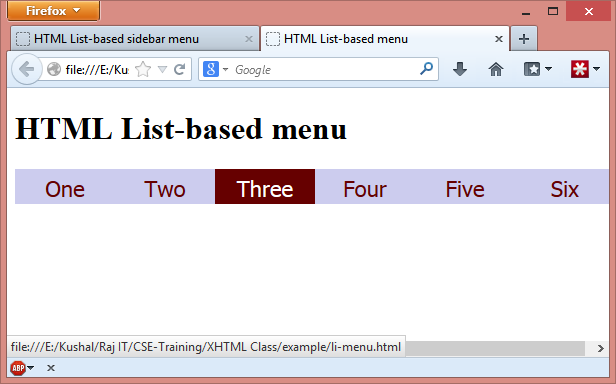 Firefox
HTML List-based sidebar menu
HTML List-based menu
file:///E:/Ku
8 Google
HTML List-based menu
One Two Three Four Five Six
file:///E:/Kushal/Raj IT/CSE-Training/XHTML Class/example/li-menu.html
ABP